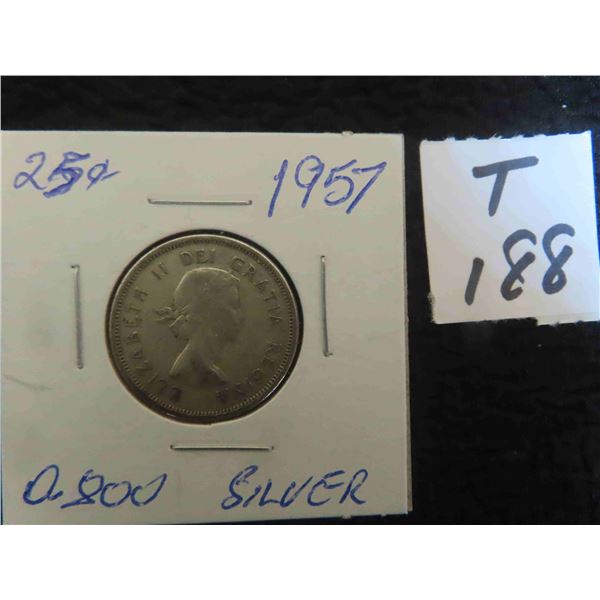 25¢ 1957
ELIZABETH II DEI GRATIA REGINA
0.800 SILVER
T
188